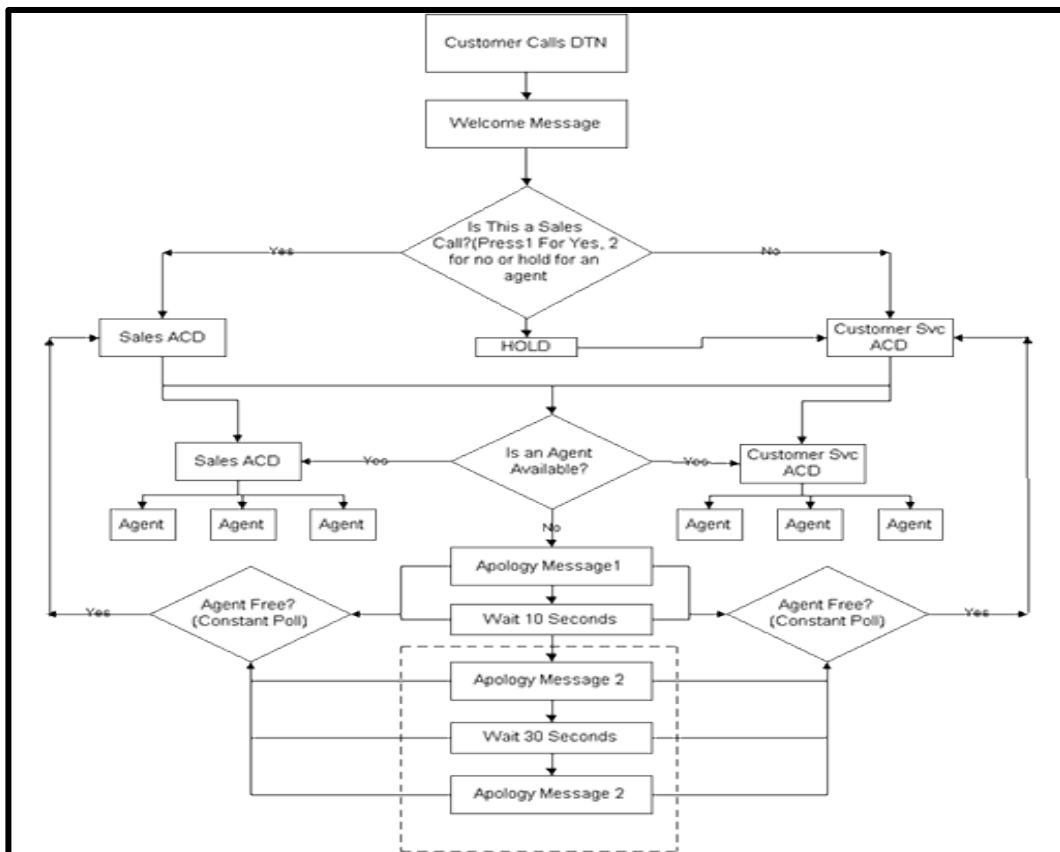 Customer Calls DTN
Welcome Message
Is This a Sales
Call?(Press1 For Yes, 2
for no or hold for an
agent
Yes
No
Sales ACD
HOLD
Customer Svc
ACD
Is an Agent
Available?
Yes
Yes
Sales ACD
Customer Svc
ACD
Agent
Agent
Agent
Agent
Agent
Agent
No
Apology Message1
Agent Free?
(Constant Poll)
Yes
Wait 10 Seconds
Agent Free?
(Constant Poll)
Yes
Apology Message 2
Wait 30 Seconds
Apology Message 2